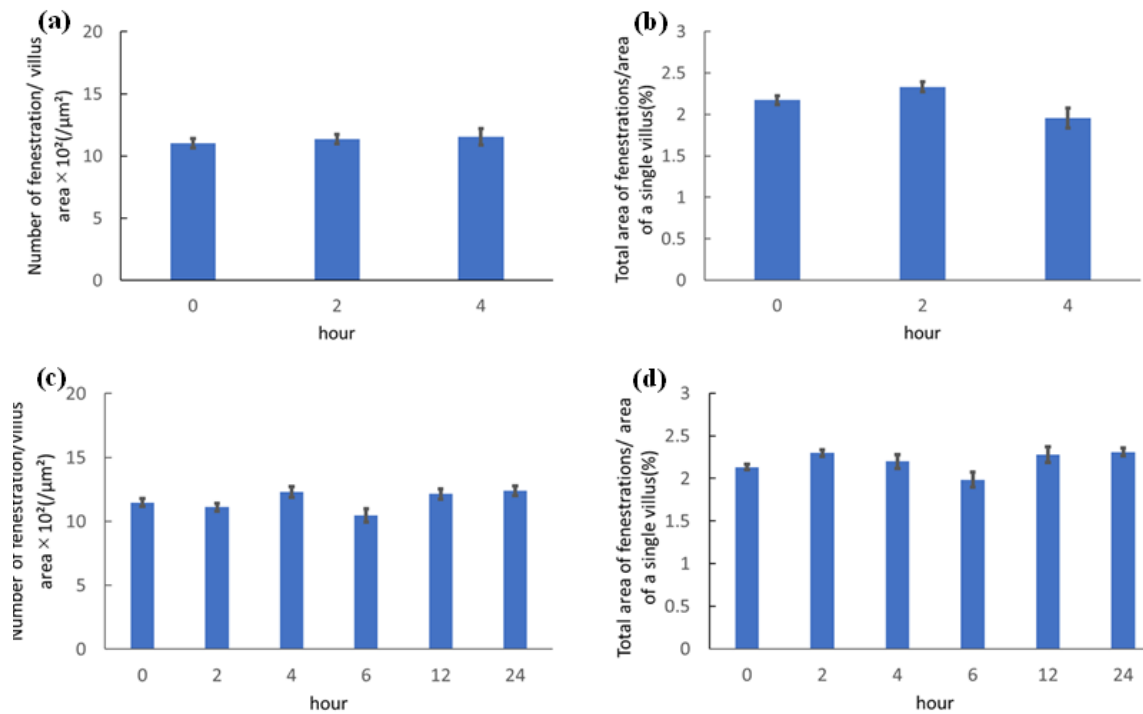 (a)
Number of fenestration/ villus
area × 10²(/μm²)
20
15
10
5
0
0 2 4
hour
(b)
Total area of fenestrations/area
of a single villus(%)
3
2.5
2
1.5
1
0.5
0
0 2 4
hour
(c)
Number of fenestration/villus
area × 10²(/μm²)
20
15
10
5
0
0 2 4 6 12 24
hour
(d)
Total area of fenestrations/ area
of a single villus(%)
3
2.5
2
1.5
1
0.5
0
0 2 4 6 12 24
hour